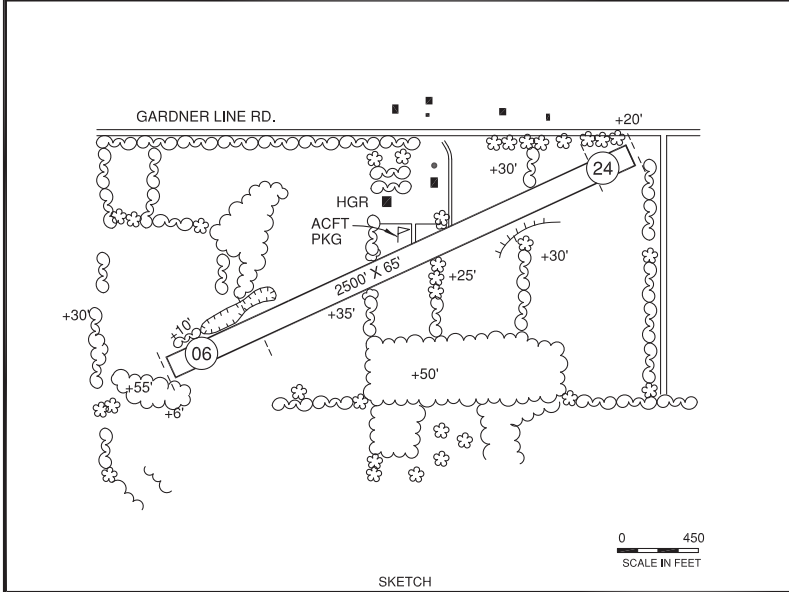 GARDNER LINE RD.
+20'
+30'
24
HGR
ACFT
PKG
+30'
2500' X 65'
+25'
+30'
+10'
+35'
06
+50'
+55'
+6'
0 450
SCALE IN FEET
SKETCH